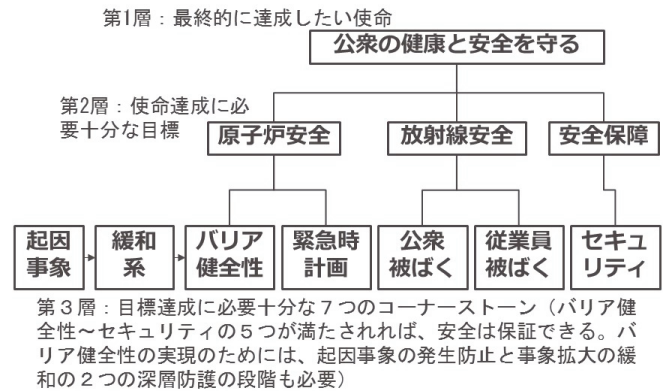 第1層：最終的に達成したい使命
公衆の健康と安全を守る
第2層：使命達成に必
要十分な目標
原子炉安全
放射線安全
安全保障
起因
事象
緩和
系
バリア
健全性
緊急時
計画
公衆
被ばく
従業員
被ばく
セキュ
リティ
第３層：目標達成に必要十分な７つのコーナーストーン（バリア健
全性～セキュリティの５つが満たされれば、安全は保証できる。バ
リア健全性の実現のためには、起因事象の発生防止と事象拡大の緩
和の２つの深層防護の段階も必要）